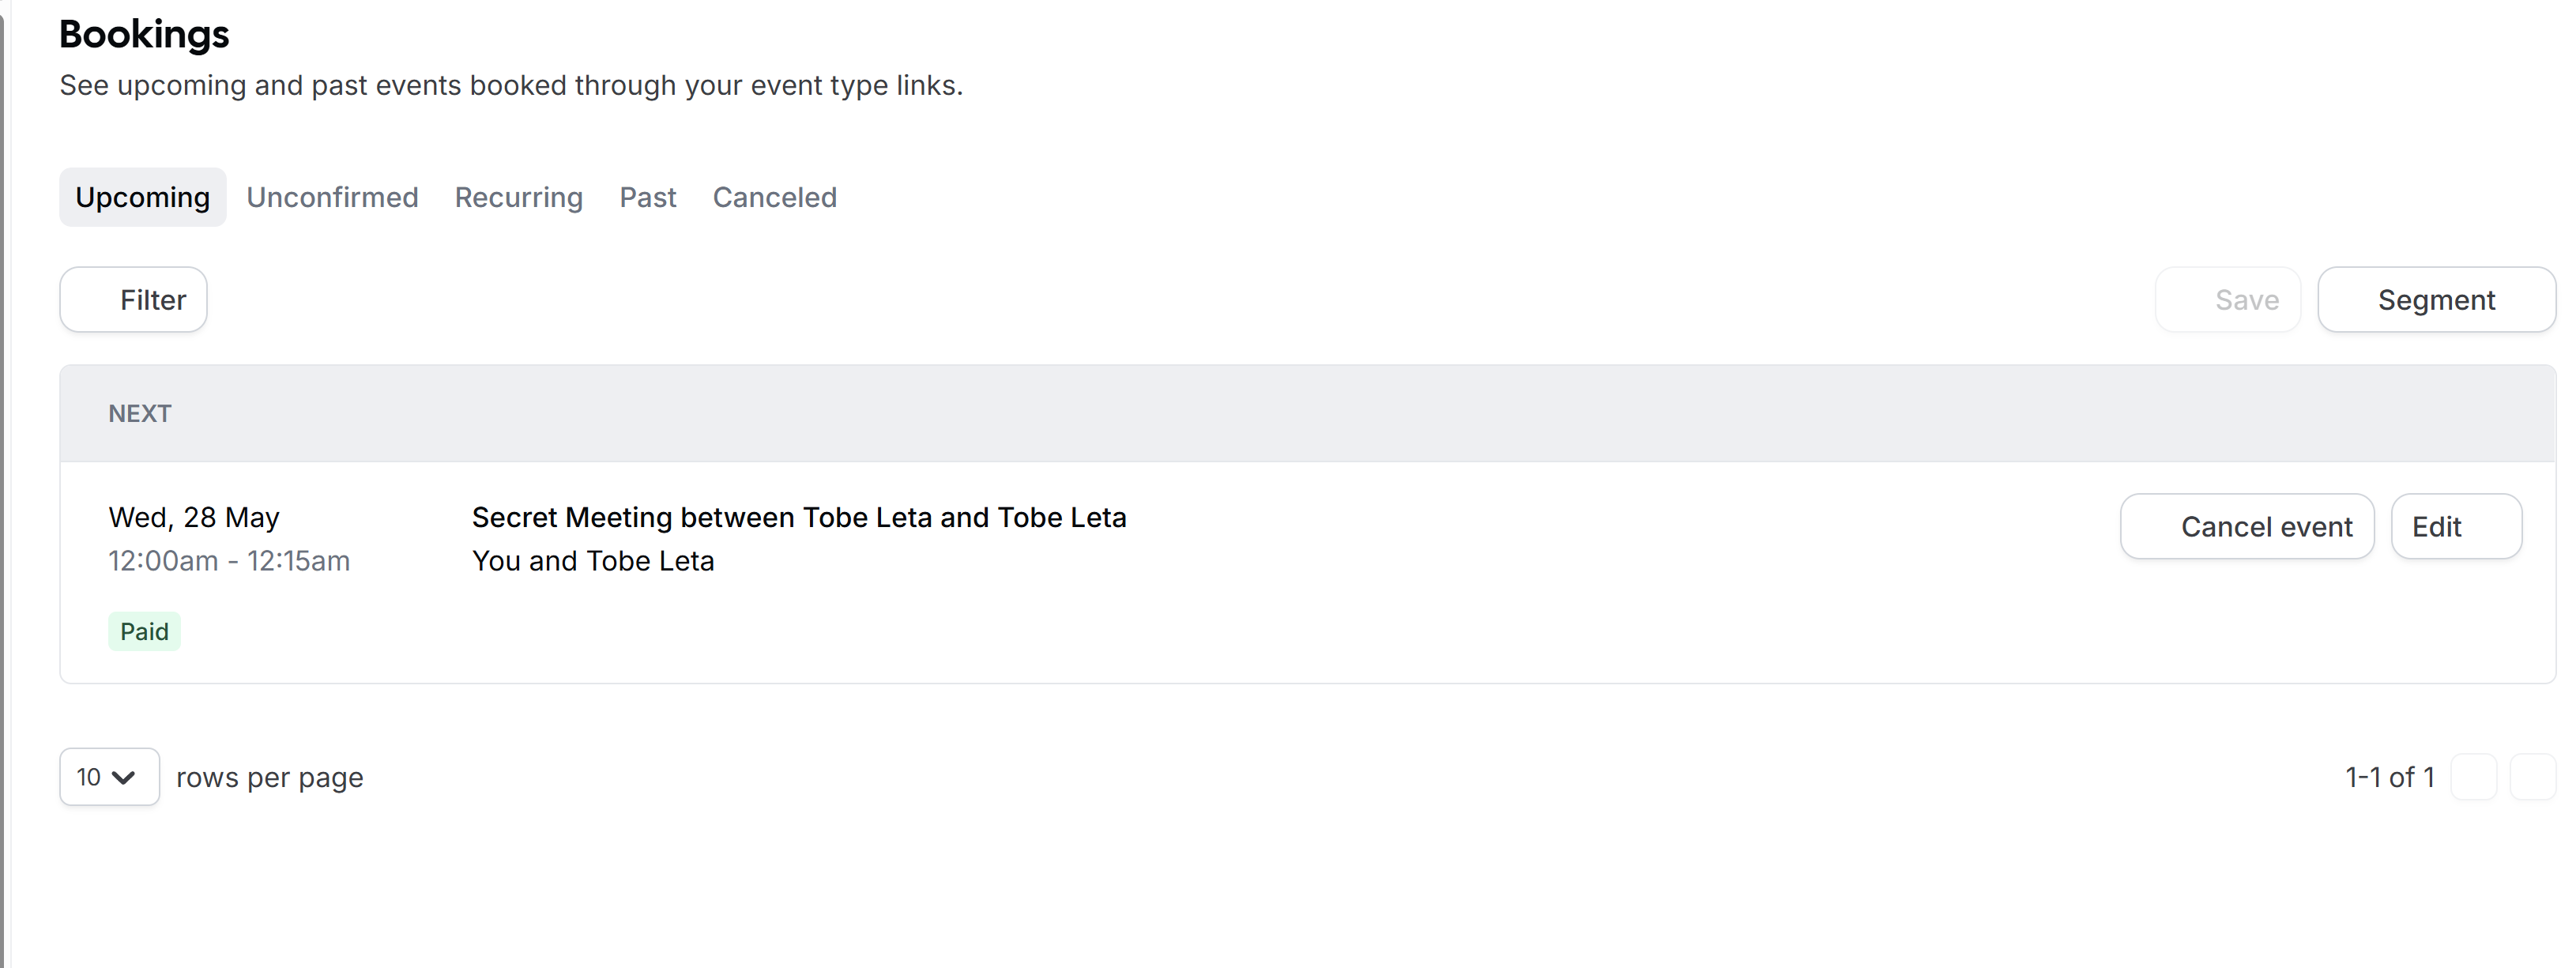 Bookings
See upcoming and past events booked through your event type links.
Upcoming Unconfirmed Recurring Past Canceled
Filter Save Segment
NEXT
Wed, 28 May Secret Meeting between Tobe Leta and Tobe Leta Cancel event Edit
12:00am - 12:15am You and Tobe Leta
Paid
10 rows per page 1-1 of 1